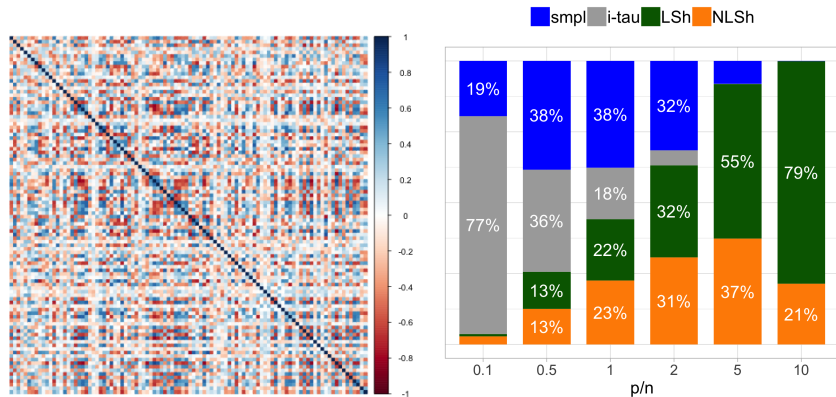 smpl i-tau LSh NLSh
1
0.8
0.6
0.4
0.2
0
-0.2
-0.4
-0.6
-0.8
-1
19% 38% 38% 32%
77% 36% 18% 32% 55% 79%
13% 22% 31% 37% 21%
13% 23%
0.1 0.5 1 2 5 10
p/n